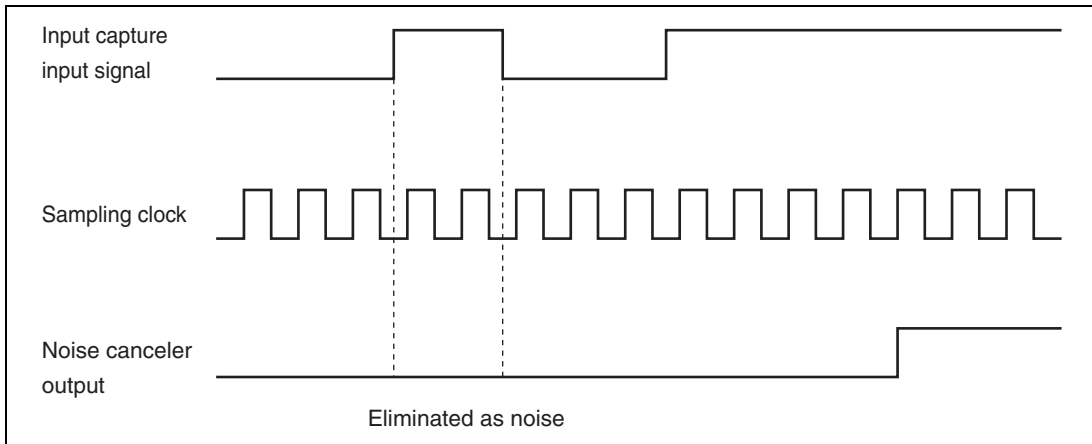 Input capture
input signal
Sampling clock
Noise canceler
output
Eliminated as noise